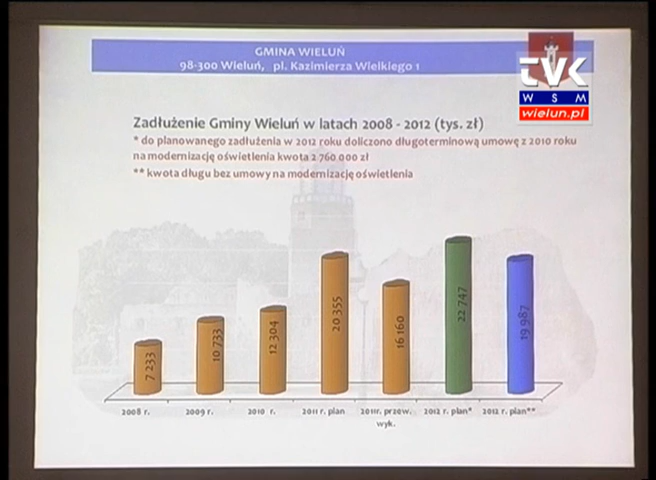 GMINA WIELUŃ
98-300 Wieluń, pl. Kazimierza Wielkiego 1
tvk
WSM
wielun.pl
Zadłużenie Gminy Wieluń w latach 2008 - 2012 (tys. zł)
* do planowanego zadłużenia w 2012 roku doliczono długoterminową umowę z 2010 roku
na modernizację oświetlenia kwota 2 760 000 zł
** kwota długu bez umowy na modernizację oświetlenia
7 233
10 733
12 304
20 355
16 160
22 747
19 987
2008 r.
2009 r.
2010 r.
2011 r. plan
2011r. przew.
wyk.
2012 r. plan*
2012 r. plan**